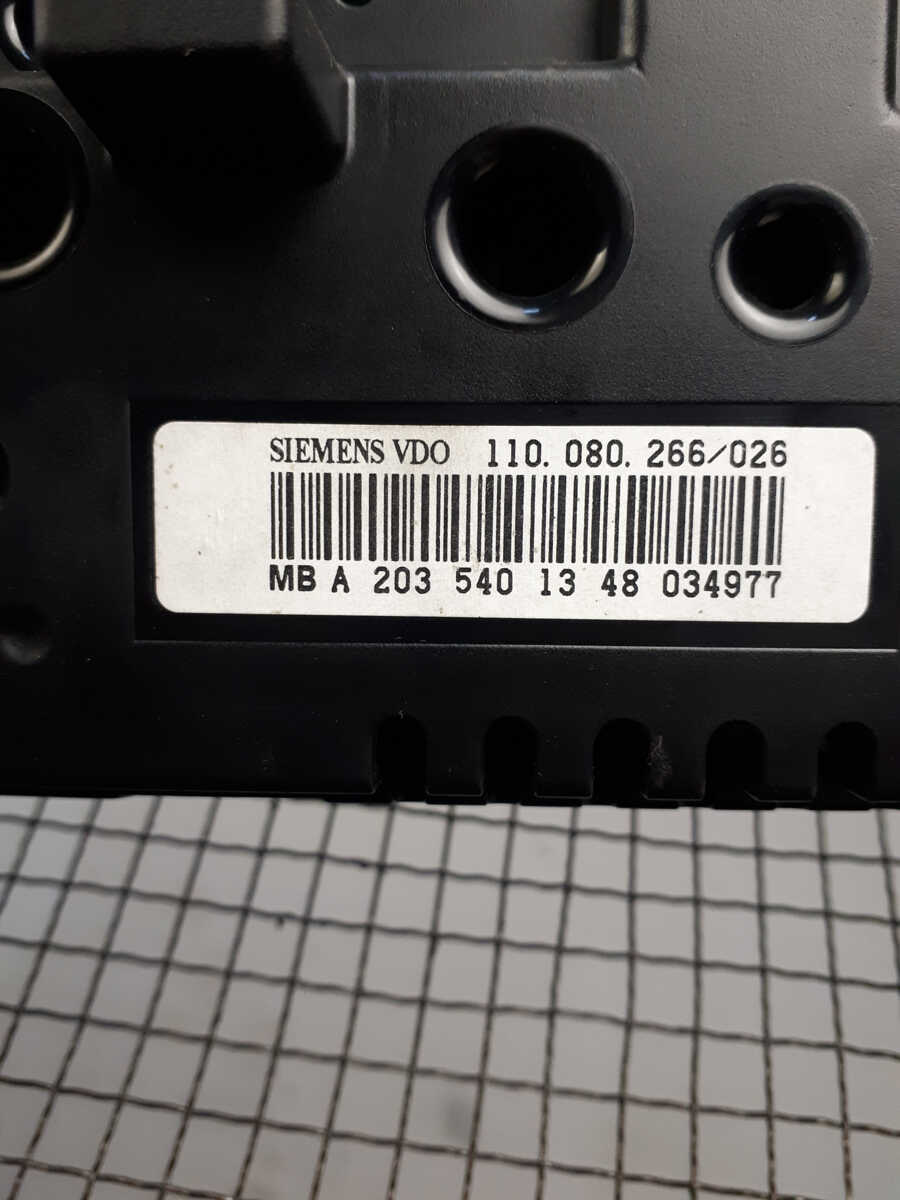 SIEMENS VDO 110. 080. 266/026
MB A 203 540 13 48 034977